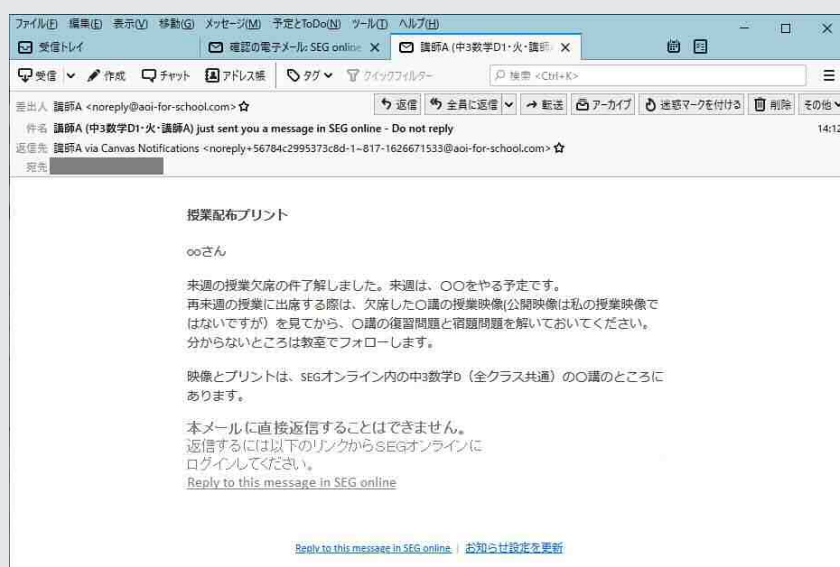 ファイル(F) 編集(E) 表示(V) 移動(G) メッセージ(M) 予定とToDo(N) ツール(T) ヘルプ(H)
受信トレイ 確認の電子メール: SEG online 講師A (中3数学D1・火・講師
受信 作成 チャット アドレス帳 タグ クイックフィルター 検索 <Ctrl+K>
差出人 講師A <noreply@aoi-for-school.com> 返信 全員に返信 転送 アーカイブ 迷惑マークを付ける 削除 その他
件名 講師A (中3数学D1・火・講師A) just sent you a message in SEG online - Do not reply 14:12
返信先 講師A via Canvas Notifications <noreply+56784c2995373c8d-1~817-1626671533@aoi-for-school.com>
宛先
授業配布プリント
∞さん
来週の授業欠席の件了解しました。来週は、〇〇をやる予定です。
再来週の授業に出席する際は、欠席した〇講の授業映像(公開映像は私の授業映像で
はないですが）を見てから、〇講の復習問題と宿題問題を解いておいてください。
分からないところは教室でフォローします。
映像とプリントは、SEGオンライン内の中3数学D（全クラス共通）の〇講のところに
あります。
本メールに直接返信することはできません。
返信するには以下のリンクからSEGオンラインに
ログインしてください。
Reply to this message in SEG online
Reply to this message in SEG online | お知らせ設定を更新